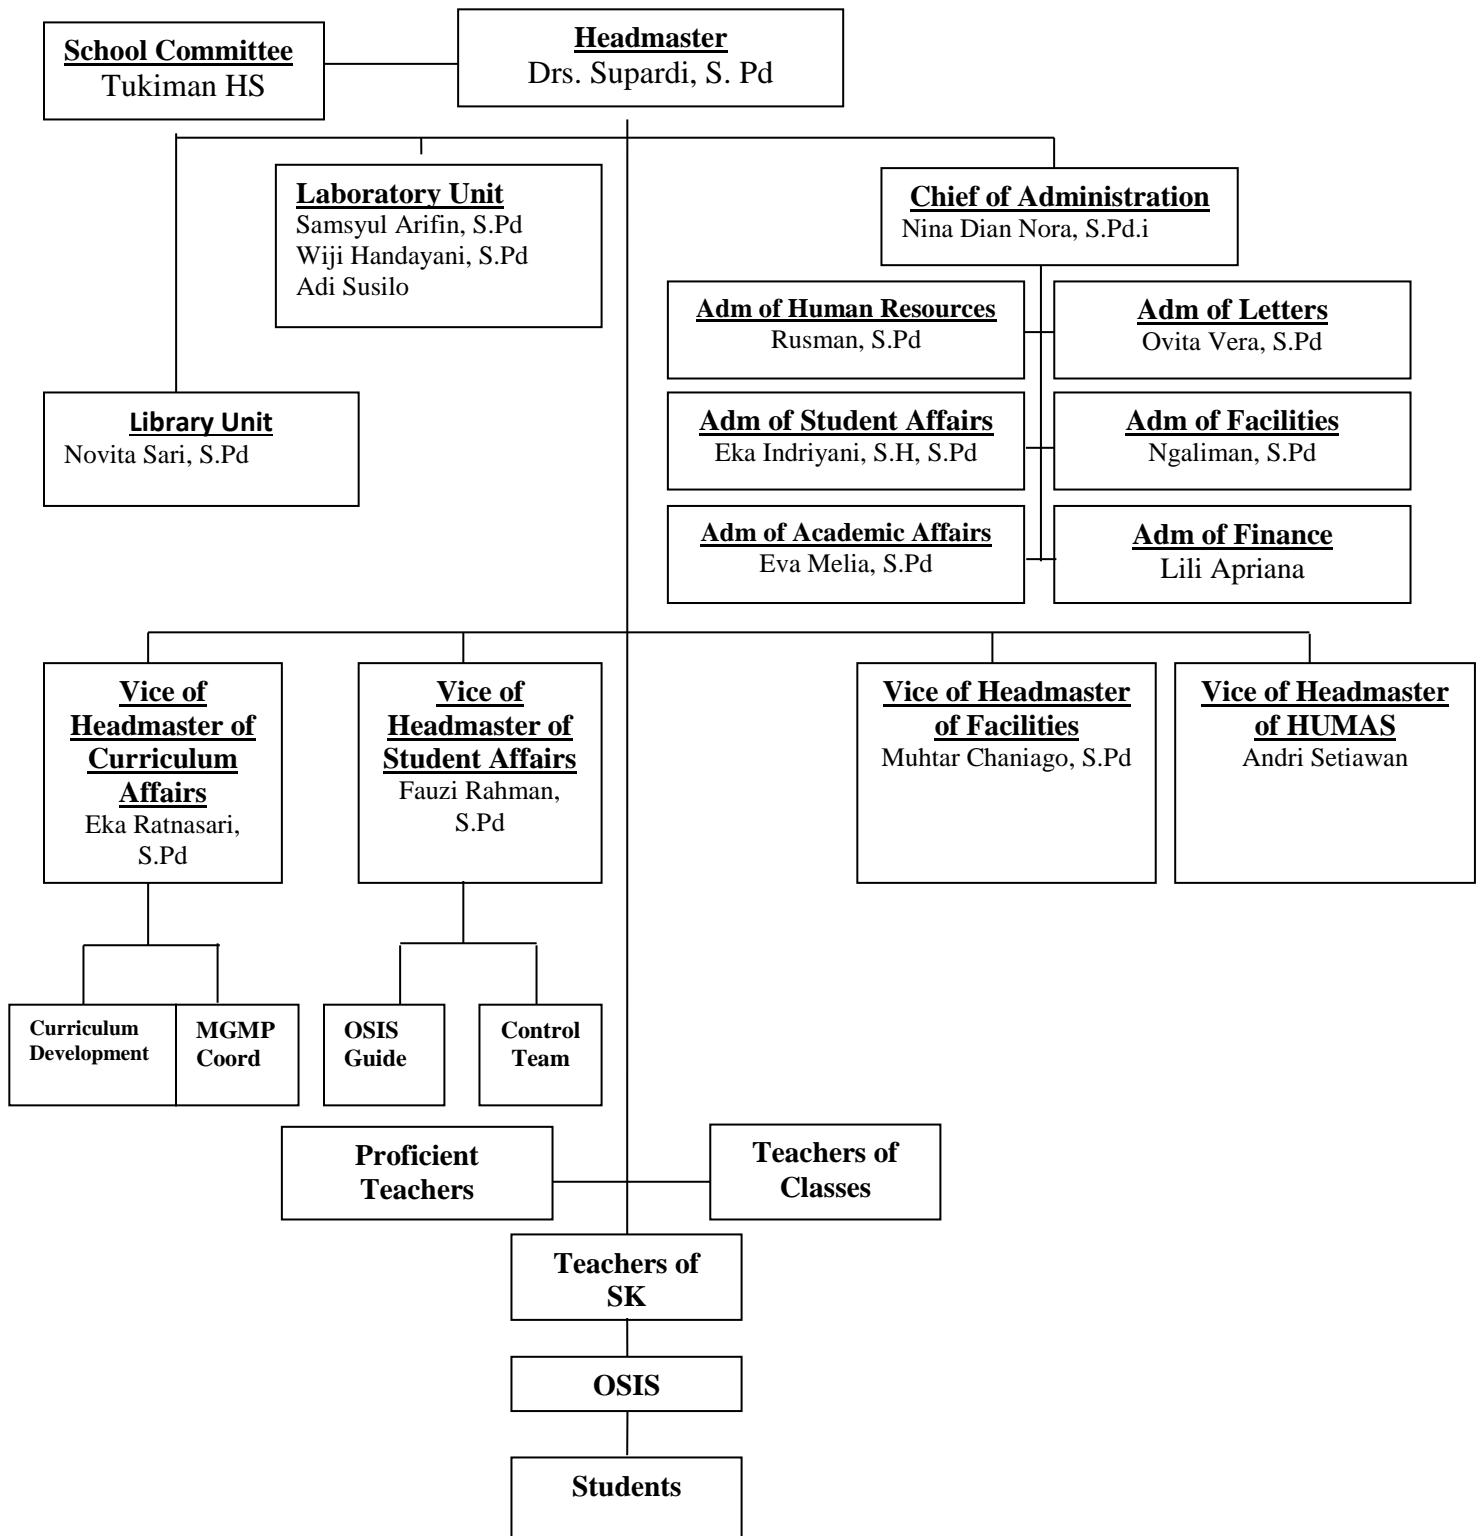 School Committee
Tukiman HS
Headmaster
Drs. Supardi, S. Pd
Laboratory Unit
Samsyul Arifin, S.Pd
Wiji Handayani, S.Pd
Adi Susilo
Chief of Administration
Nina Dian Nora, S.Pd.i
Adm of Human Resources
Rusman, S.Pd
Adm of Letters
Ovita Vera, S.Pd
Library Unit
Novita Sari, S.Pd
Adm of Student Affairs
Eka Indriyani, S.H, S.Pd
Adm of Facilities
Ngaliman, S.Pd
Adm of Academic Affairs
Eva Melia, S.Pd
Adm of Finance
Lili Apriana
Vice of
Headmaster of
Curriculum
Affairs
Eka Ratnasari,
S.Pd
Vice of
Headmaster of
Student Affairs
Fauzi Rahman,
S.Pd
Vice of Headmaster
of Facilities
Muhtar Chaniago, S.Pd
Vice of Headmaster
of HUMAS
Andri Setiawan
Curriculum
Development
MGMP
Coord
OSIS
Guide
Control
Team
Proficient
Teachers
Teachers of
Classes
Teachers of
SK
OSIS
Students